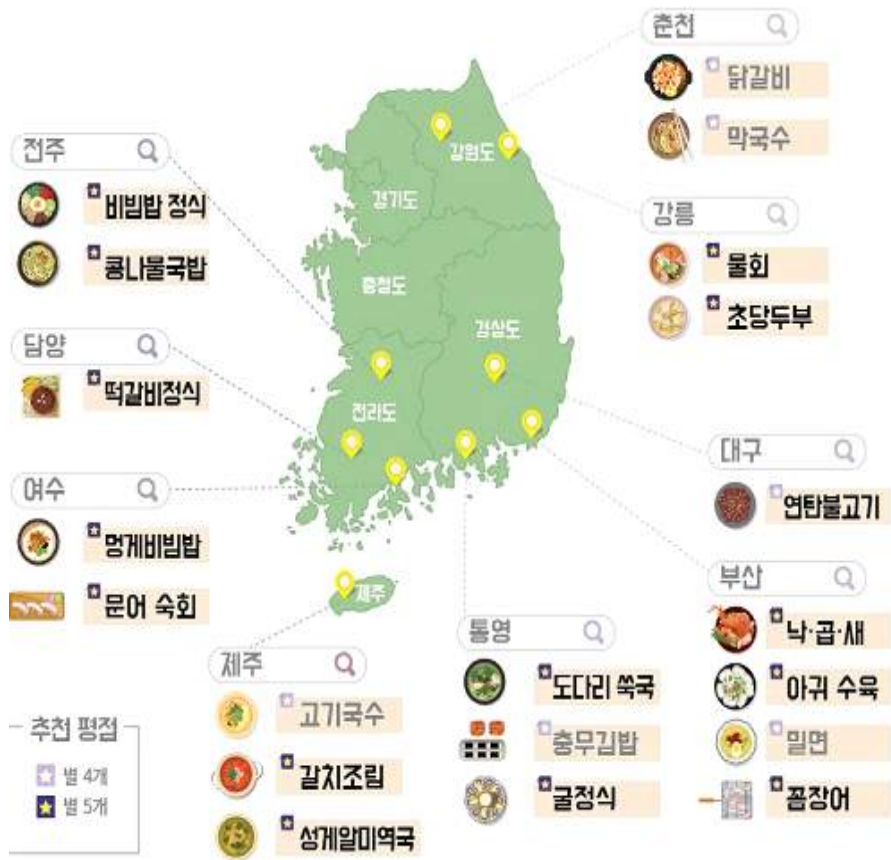 춘천
닭갈비
막국수
전주
비빔밥 정식
콩나물국밥
강원도
경기도
강릉
물회
초당두부
충청도
경상도
담양
떡갈비정식
전라도
대구
연탄불고기
여수
멍게비빔밥
문어 숙회
제주
부산
낙·곱·새
아귀 수육
밀면
꼼장어
통영
도다리 쑥국
충무김밥
굴정식
제주
고기국수
갈치조림
성게알미역국
추천 평점
별 4개
별 5개